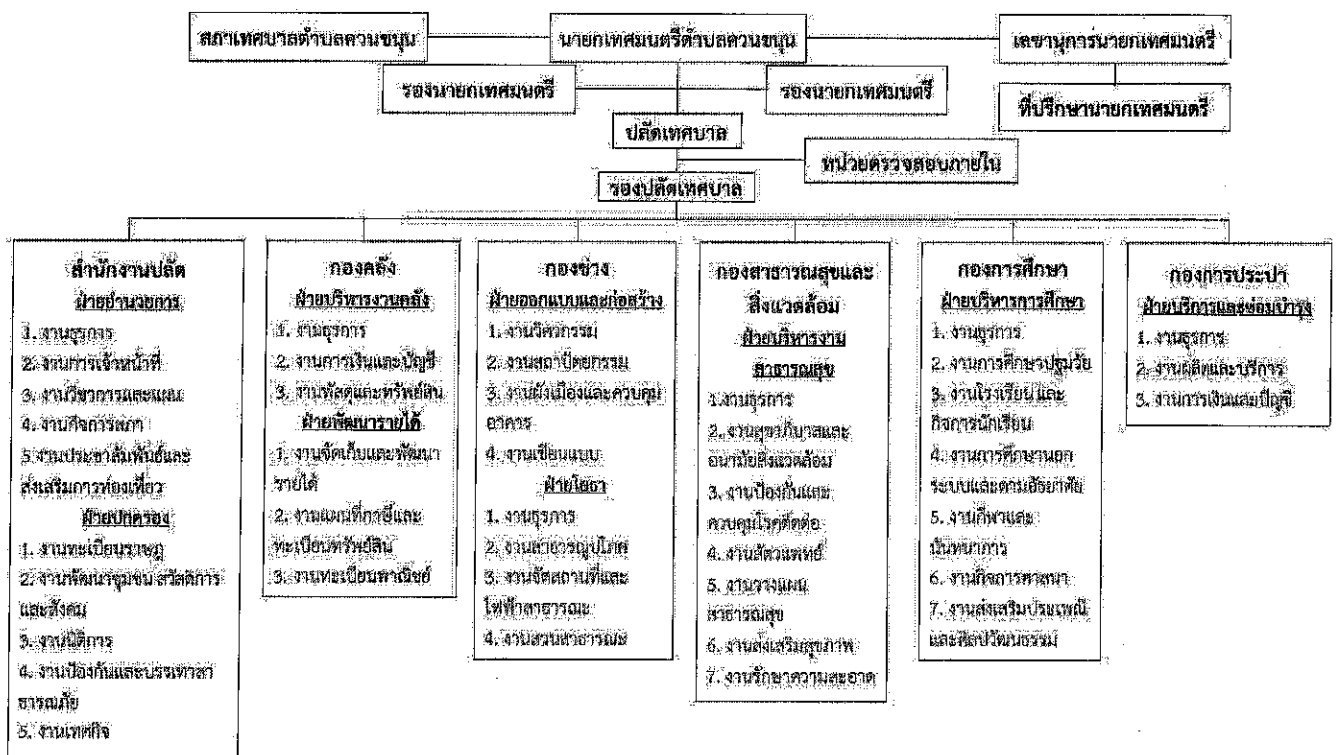 สภาเทศบาลตำบลควนขนุน
นายกเทศมนตรีตำบลควนขนุน
เลขานุการนายกเทศมนตรี
รองนายกเทศมนตรี
รองนายกเทศมนตรี
ที่ปรึกษานายกเทศมนตรี
ปลัดเทศบาล
หน่วยตรวจสอบภายใน
รองปลัดเทศบาล
สำนักงานปลัด
ฝ่ายอำนวยการ
1. งานธุรการ
2. งานการเจ้าหน้าที่
3. งานวิชาการและแผน
4. งานกิจการสภา
5 งานประชาสัมพันธ์และ
ส่งเสริมการท่องเที่ยว
ฝ่ายปกครอง
1. งานทะเบียนราษฎ
2. งานพัฒนาชุมชน สวัสดิการ
และสังคม
3. งานนิติการ
4. งานป้องกันและบรรเทาสา
ธารณภัย
5. งานเทศกิจ
กองคลัง
ฝ่ายบริหารงานคลัง
1. งานธุรการ
2. งานการเงินและบัญชี
3. งานพัสดุและทรัพย์สิน
ฝ่ายพัฒนารายได้
1. งานจัดเก็บและพัฒนา
รายได้
2. งานแผนที่ภาษีและ
ทะเบียนทรัพย์สิน
3. งานทะเบียนพาณิชย์
กองช่าง
ฝ่ายออกแบบและก่อสร้าง
1. งานวิศวกรรม
2. งานสถาปัตยกรรม
3. งานผังเมืองและควบคุม
อาคาร
4. งานเขียนแบบ
ฝ่ายโยธา
1. งานธุรการ
2. งานสาธารณูปโภค
3. งานจัดสถานที่และ
ไฟฟ้าสาธารณะ
4. งานสวนสาธารณะ
กองสาธารณสุขและ
สิ่งแวดล้อม
ฝ่ายบริหารงาน
สาธารณสุข
1.งานธุรการ
2. งานสุขาภิบาลและ
อนามัยสิ่งแวดล้อม
3. งานป้องกันและ
ควบคุมโรคติดต่อ
4. งานสัตวแพทย์
5. งานวางแผน
สาธารณสุข
6. งานส่งเสริมสุขภาพ
7. งานรักษาความสะอาด
กองการศึกษา
ฝ่ายบริหารการศึกษา
1. งานธุรการ
2. งานการศึกษาปฐมวัย
3. งานโรงเรียน และ
กิจการนักเรียน
4. งานการศึกษานอก
ระบบและตามอัธยาศัย
5. งานกีฬาและ
นันทนาการ
6. งานกิจการศาสนา
7. งานส่งเสริมประเพณี
และศิลปวัฒนธรรม
กองการประปา
ฝ่ายบริการและซ่อมบำรุง
1. งานธุรการ
2. งานผลิตและบริการ
3. งานการเงินและบัญชี